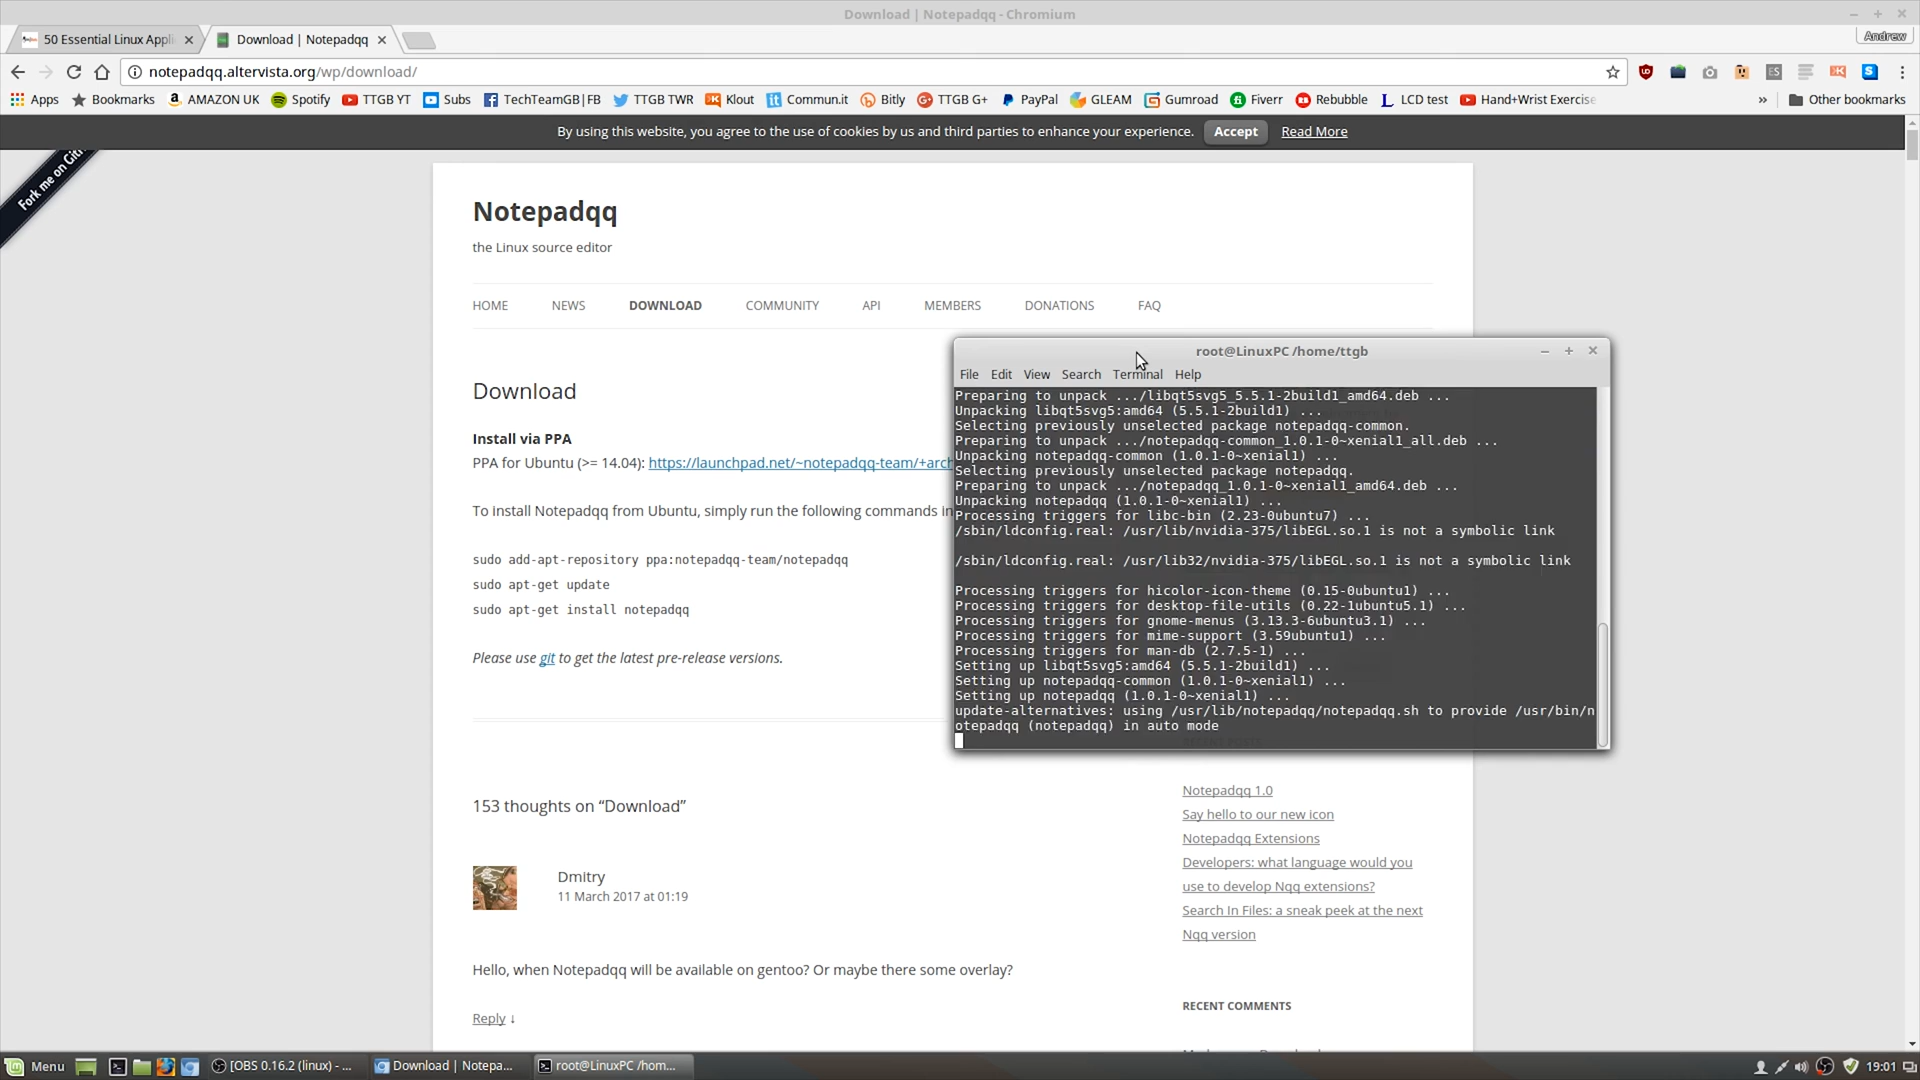 Download | Notepadqq - Chromium
50 Essential Linux Appli
Download | Notepadqq
Andrew
notepadqq.altervista.org/wp/download/
Apps
Bookmarks
AMAZON UK
Spotify
TTGB YT
Subs
TechTeamGB|FB
TTGB TWR
Klout
Commun.it
Bitly
TTGB G+
PayPal
GLEAM
Gumroad
Fiverr
Rebubble
LCD test
Hand+Wrist Exercise
»
Other bookmarks
By using this website, you agree to the use of cookies by us and third parties to enhance your experience.
Accept
Read More
Fork me on Git
Notepadqq
the Linux source editor
HOME
NEWS
DOWNLOAD
COMMUNITY
API
MEMBERS
DONATIONS
FAQ
Download
Install via PPA
PPA for Ubuntu (>= 14.04): https://launchpad.net/~notepadqq-team/+arch
To install Notepadqq from Ubuntu, simply run the following commands in
sudo add-apt-repository ppa:notepadqq-team/notepadqq
sudo apt-get update
sudo apt-get install notepadqq
Please use git to get the latest pre-release versions.
root@LinuxPC /home/ttgb
File Edit View Search Terminal Help
Preparing to unpack .../libqt5svg5_5.5.1-2build1_amd64.deb ...
Unpacking libqt5svg5:amd64 (5.5.1-2build1) ...
Selecting previously unselected package notepadqq-common.
Preparing to unpack .../notepadqq-common_1.0.1-0~xenial1_all.deb ...
Unpacking notepadqq-common (1.0.1-0~xenial1) ...
Selecting previously unselected package notepadqq.
Preparing to unpack .../notepadqq_1.0.1-0~xenial1_amd64.deb ...
Unpacking notepadqq (1.0.1-0~xenial1) ...
Processing triggers for libc-bin (2.23-0ubuntu7) ...
/sbin/ldconfig.real: /usr/lib/nvidia-375/libEGL.so.1 is not a symbolic link
/sbin/ldconfig.real: /usr/lib32/nvidia-375/libEGL.so.1 is not a symbolic link
Processing triggers for hicolor-icon-theme (0.15-0ubuntu1) ...
Processing triggers for desktop-file-utils (0.22-1ubuntu5.1) ...
Processing triggers for gnome-menus (3.13.3-6ubuntu3.1) ...
Processing triggers for mime-support (3.59ubuntu1) ...
Processing triggers for man-db (2.7.5-1) ...
Setting up libqt5svg5:amd64 (5.5.1-2build1) ...
Setting up notepadqq-common (1.0.1-0~xenial1) ...
Setting up notepadqq (1.0.1-0~xenial1) ...
update-alternatives: using /usr/lib/notepadqq/notepadqq.sh to provide /usr/bin/n
otepadqq (notepadqq) in auto mode
153 thoughts on “Download”
Dmitry
11 March 2017 at 01:19
Hello, when Notepadqq will be available on gentoo? Or maybe there some overlay?
Reply ↓
Notepadqq 1.0
Say hello to our new icon
Notepadqq Extensions
Developers: what language would you
use to develop Nqq extensions?
Search In Files: a sneak peek at the next
Nqq version
RECENT COMMENTS
Menu
[OBS 0.16.2 (linux) - ...
Download | Notepa...
root@LinuxPC /hom...
19:01